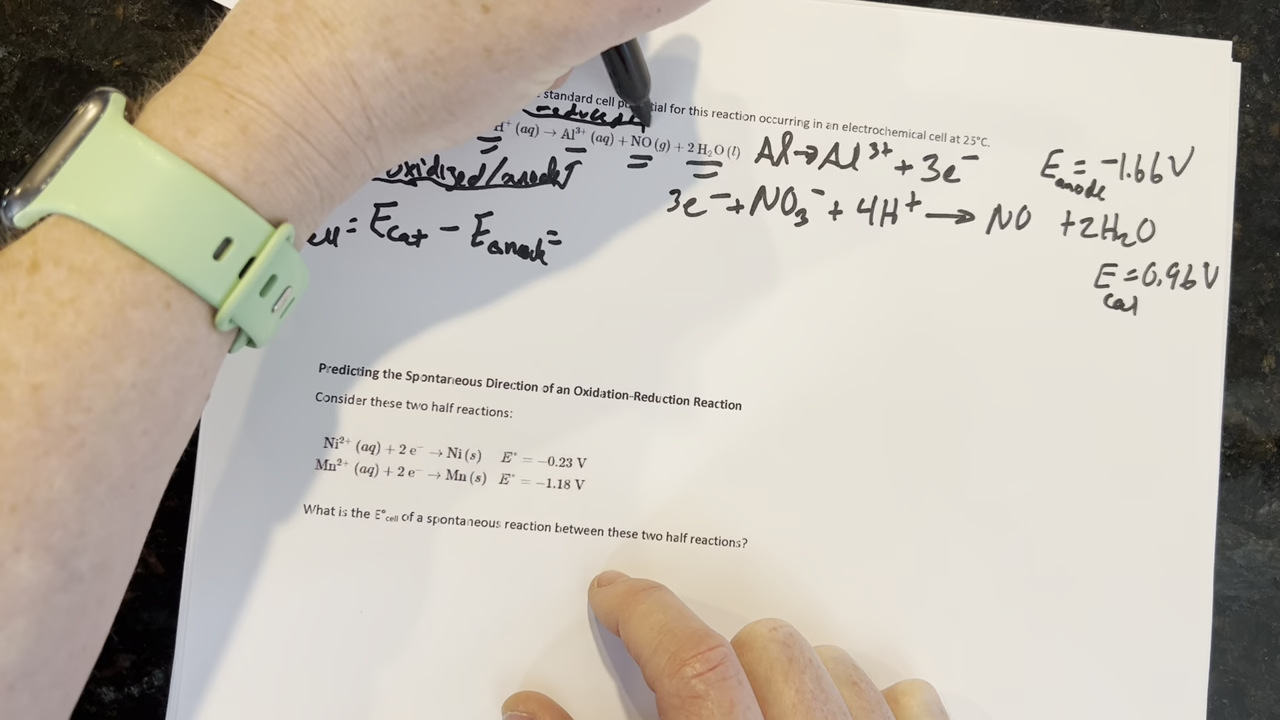 standard cell potential for this reaction occurring in an electrochemical cell at 25°C.
reduced
H⁺ (aq) → Al³⁺ (aq) + NO (g) + 2 H₂O (l)
Al → Al³⁺ + 3e⁻
E anode = -1.66 V
oxidized/anode
3e⁻ + NO₃⁻ + 4H⁺ → NO + 2H₂O
= E cat - E anode =
E cat = 0.96 V
Predicting the Spontaneous Direction of an Oxidation-Reduction Reaction
Consider these two half reactions:
Ni²⁺ (aq) + 2 e⁻ → Ni (s) E° = −0.23 V
Mn²⁺ (aq) + 2 e⁻ → Mn (s) E° = −1.18 V
What is the E°cell of a spontaneous reaction between these two half reactions?